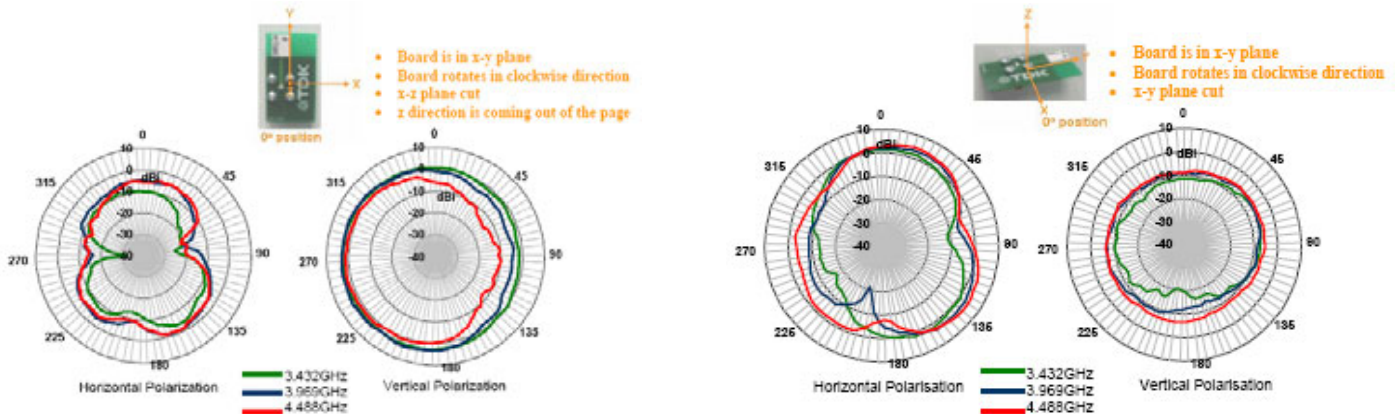 Y
X
TDK
0º position
• Board is in x-y plane
• Board rotates in clockwise direction
• x-z plane cut
• z direction is coming out of the page
0
45
90
135
180
225
270
315
10
0
dBi
-10
-20
-30
-40
Horizontal Polarization
0
45
90
135
180
225
270
315
10
0
-10
dBi
-20
-30
-40
Vertical Polarization
3.432GHz
3.969GHz
4.488GHz
Z
X
TDK
0º position
• Board is in x-y plane
• Board rotates in clockwise direction
• x-y plane cut
0
45
90
135
180
225
270
315
10
dBi
0
-10
-20
-30
-40
Horizontal Polarisation
0
45
90
135
180
225
270
315
10
0
dBi
-10
-20
-30
-40
Vertical Polarisation
3.432GHz
3.969GHz
4.488GHz